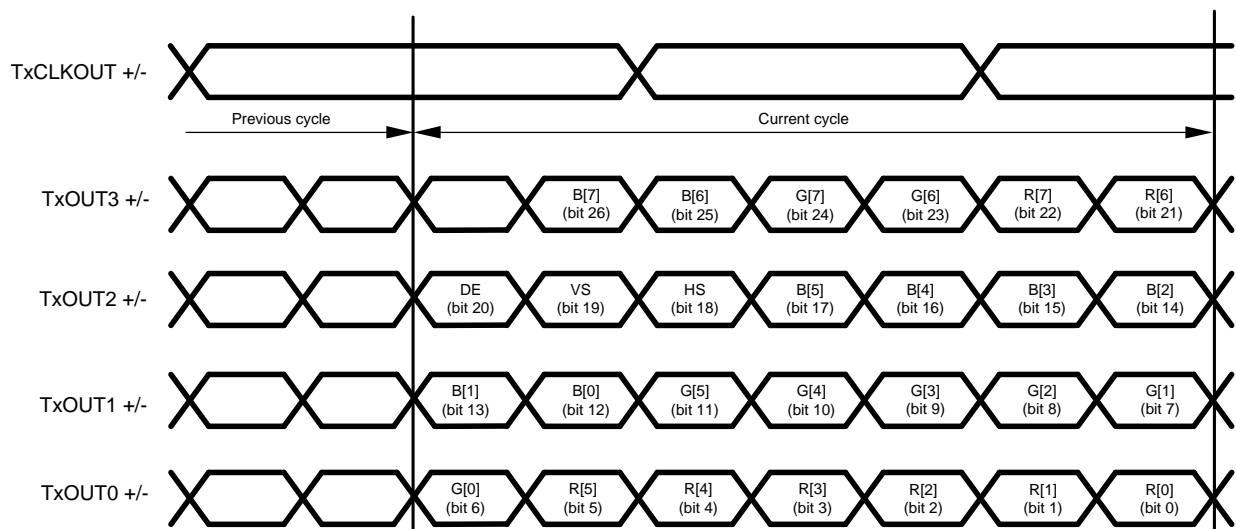 TxCLKOUT +/-
Previous cycle
Current cycle
TxOUT3 +/-
B[7]
(bit 26)
B[6]
(bit 25)
G[7]
(bit 24)
G[6]
(bit 23)
R[7]
(bit 22)
R[6]
(bit 21)
TxOUT2 +/-
DE
(bit 20)
VS
(bit 19)
HS
(bit 18)
B[5]
(bit 17)
B[4]
(bit 16)
B[3]
(bit 15)
B[2]
(bit 14)
TxOUT1 +/-
B[1]
(bit 13)
B[0]
(bit 12)
G[5]
(bit 11)
G[4]
(bit 10)
G[3]
(bit 9)
G[2]
(bit 8)
G[1]
(bit 7)
TxOUT0 +/-
G[0]
(bit 6)
R[5]
(bit 5)
R[4]
(bit 4)
R[3]
(bit 3)
R[2]
(bit 2)
R[1]
(bit 1)
R[0]
(bit 0)